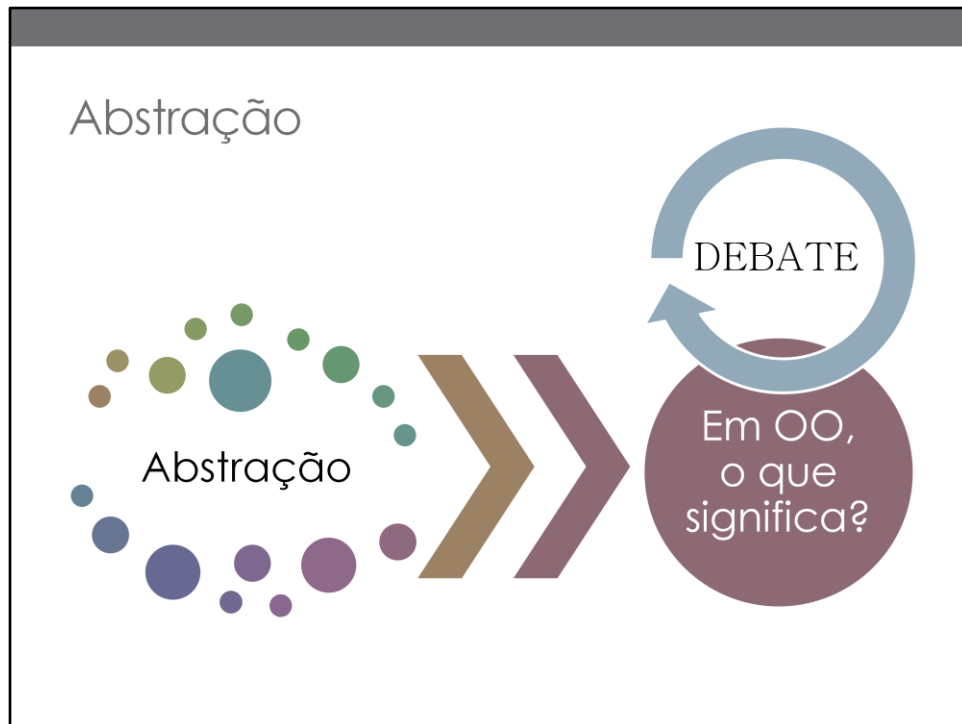 Abstração
Abstração
DEBATE
Em OO,
o que
significa?